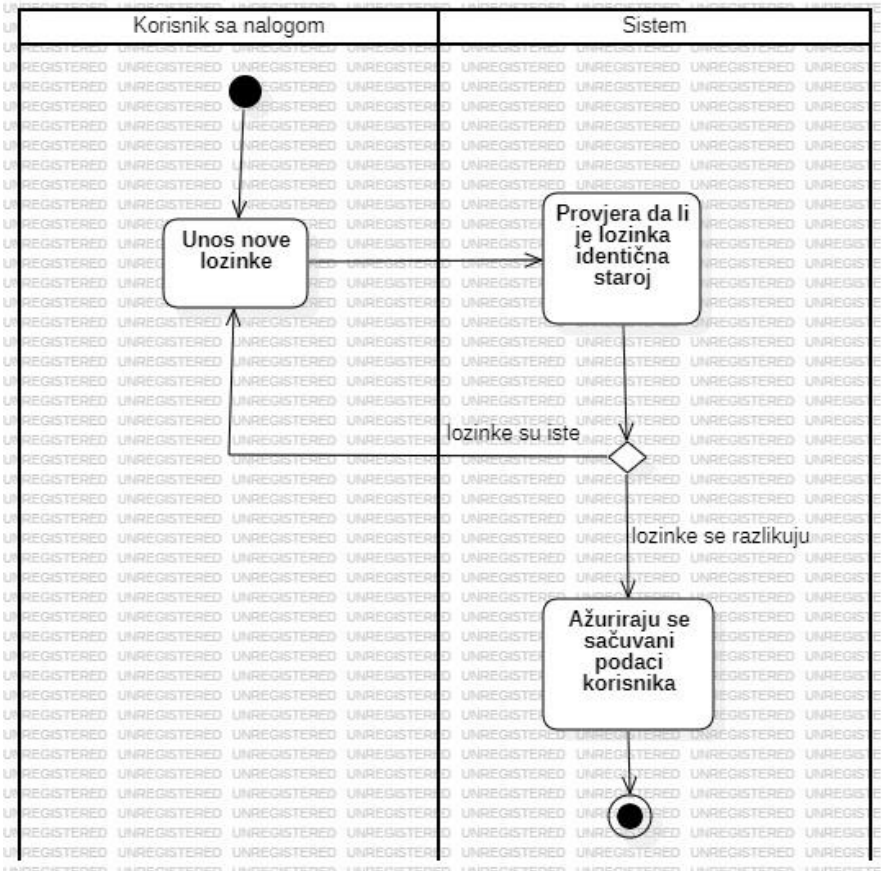 Korisnik sa nalogom
Sistem
Unos nove
lozinke
Provjera da li
je lozinka
identična
staroj
lozinke su iste
lozinke se razlikuju
Ažuriraju se
sačuvani
podaci
korisnika
UNREGISTERED